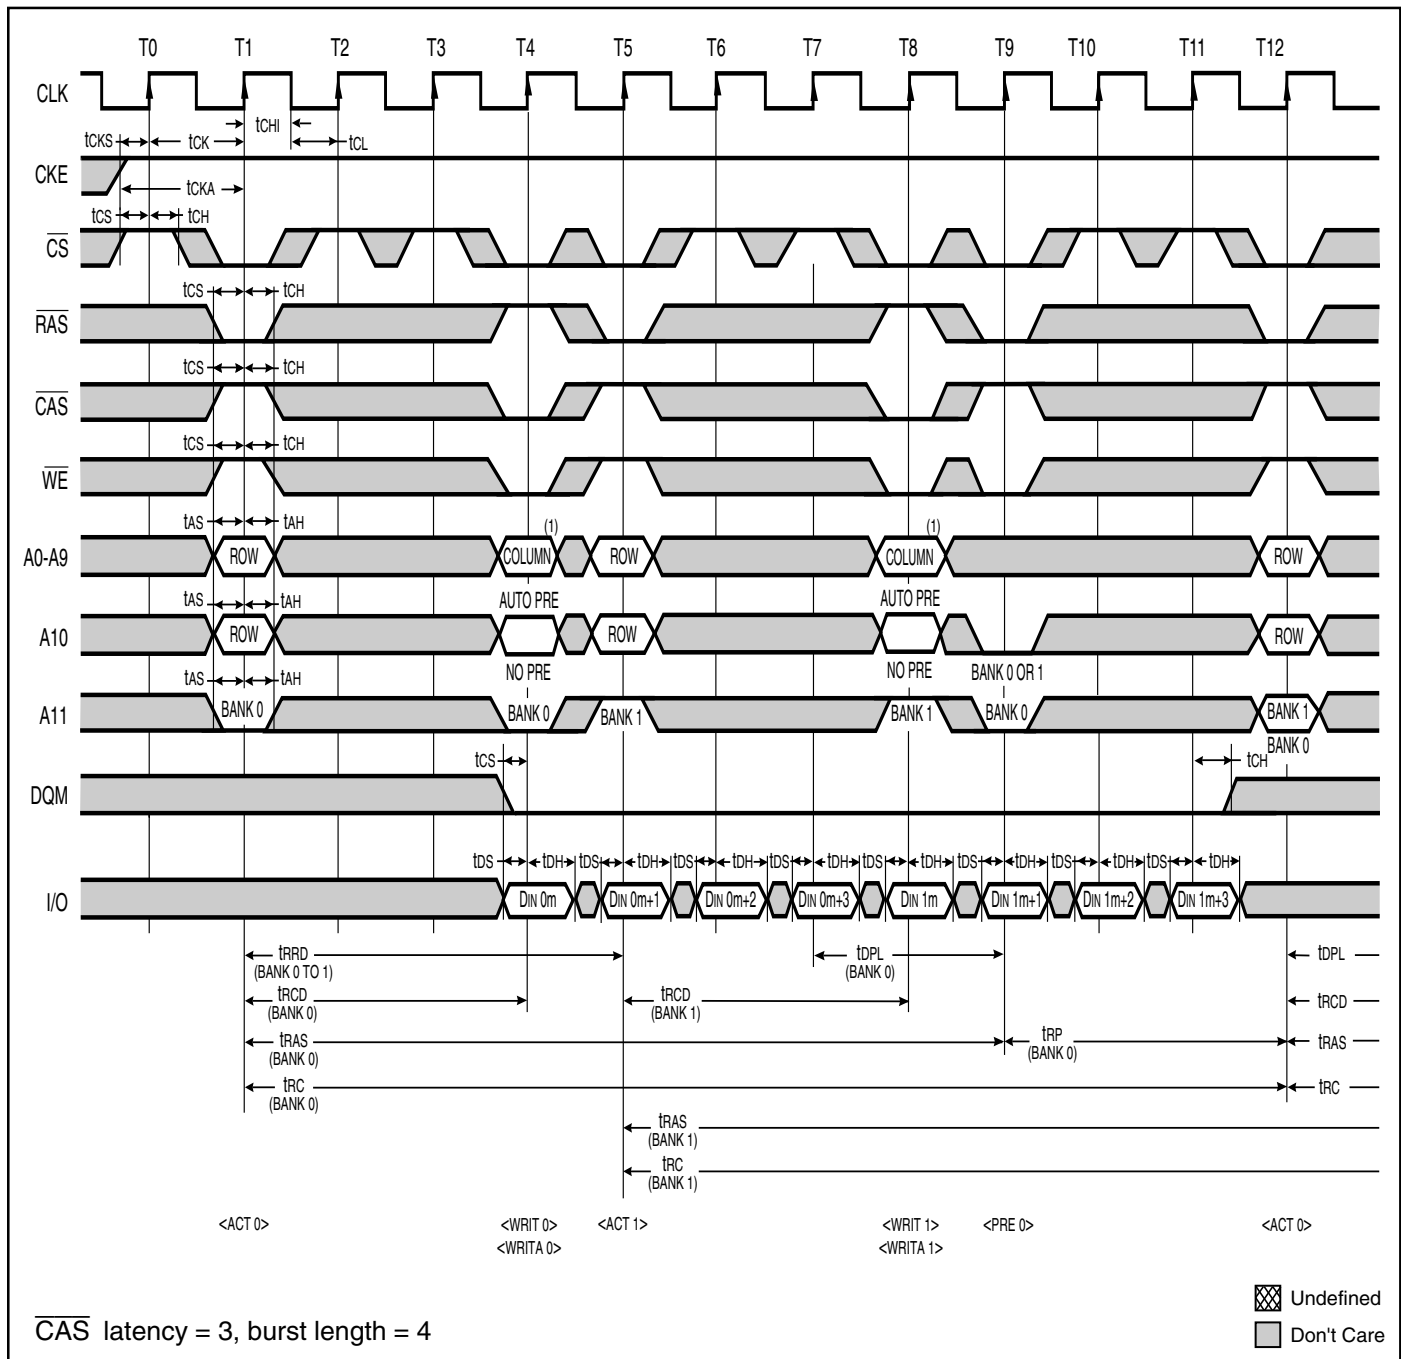 T0 T1 T2 T3 T4 T5 T6 T7 T8 T9 T10 T11 T12
CLK
tCHI
tCKS tCK tCL
CKE
tCKA
tCS tCH
CS
tCS tCH
RAS
tCS tCH
CAS
tCS tCH
WE
tAS tAH (1) (1)
A0-A9 ROW COLUMN ROW COLUMN ROW
tAS tAH AUTO PRE AUTO PRE
A10 ROW ROW ROW
NO PRE NO PRE BANK 0 OR 1
tAS tAH
A11 BANK 0 BANK 0 BANK 1 BANK 1 BANK 0 BANK 1
BANK 0
tCS tCH
DQM
tDS tDH tDS tDH tDS tDH tDS tDH tDS tDH tDS tDH tDS tDH tDS tDH
I/O DIN 0m DIN 0m+1 DIN 0m+2 DIN 0m+3 DIN 1m DIN 1m+1 DIN 1m+2 DIN 1m+3
tRRD tDPL tDPL
(BANK 0 TO 1) (BANK 0)
tRCD tRCD tRCD
(BANK 0) (BANK 1)
tRAS tRP tRAS
(BANK 0) (BANK 0)
tRC tRC
(BANK 0)
tRAS
(BANK 1)
tRC
(BANK 1)
<ACT 0> <WRIT 0> <ACT 1> <WRIT 1> <PRE 0> <ACT 0>
<WRITA 0> <WRITA 1>
Undefined
CAS latency = 3, burst length = 4
Don't Care